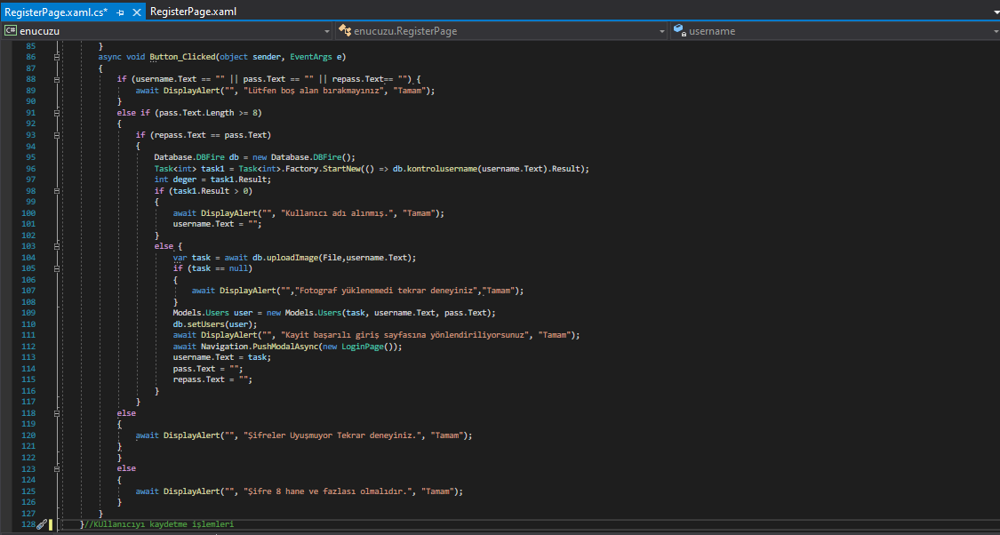 RegisterPage.xaml.cs* RegisterPage.xaml
C# enucuzu enucuzu.RegisterPage username
85 }
86 async void Button_Clicked(object sender, EventArgs e)
87 {
88 if (username.Text == "" || pass.Text == "" || repass.Text== "") {
89 await DisplayAlert("", "Lütfen boş alan bırakmayınız", "Tamam");
90 }
91 else if (pass.Text.Length >= 8)
92 {
93 if (repass.Text == pass.Text)
94 {
95 Database.DBFire db = new Database.DBFire();
96 Task<int> task1 = Task<int>.Factory.StartNew(() => db.kontrolusername(username.Text).Result);
97 int deger = task1.Result;
98 if (task1.Result > 0)
99 {
100 await DisplayAlert("", "Kullanıcı adı alınmış.", "Tamam");
101 username.Text = "";
102 }
103 else {
104 var task = await db.uploadImage(File,username.Text);
105 if (task == null)
106 {
107 await DisplayAlert("","Fotograf yüklenemedi tekrar deneyiniz","Tamam");
108 }
109 Models.Users user = new Models.Users(task, username.Text, pass.Text);
110 db.setUsers(user);
111 await DisplayAlert("", "Kayit başarılı giriş sayfasına yönlendiriliyorsunuz", "Tamam");
112 await Navigation.PushModalAsync(new LoginPage());
113 username.Text = task;
114 pass.Text = "";
115 repass.Text = "";
116 }
117 }
118 else
119 {
120 await DisplayAlert("", "Şifreler Uyuşmuyor Tekrar deneyiniz.", "Tamam");
121 }
122 }
123 else
124 {
125 await DisplayAlert("", "Şifre 8 hane ve fazlası olmalıdır.", "Tamam");
126 }
127 }
128 }//KUllanıcıyı kaydetme işlemleri